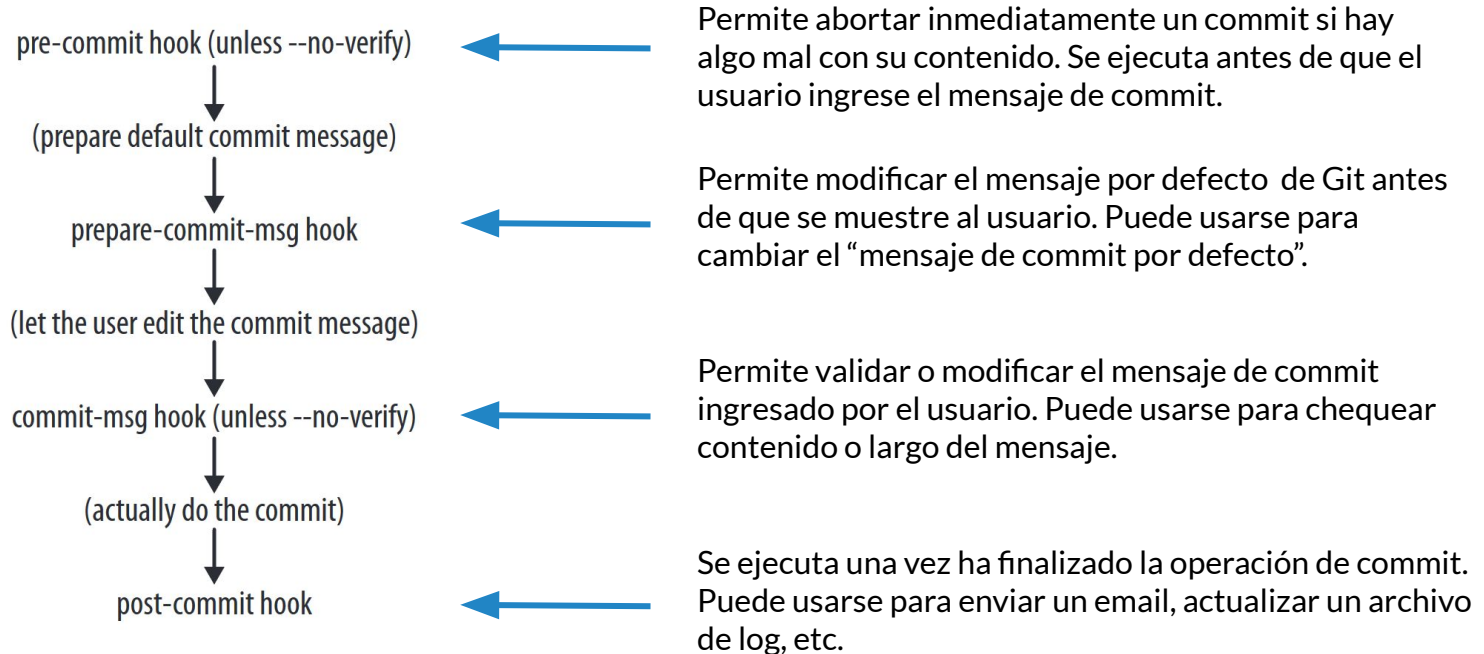 pre-commit hook (unless --no-verify)
Permite abortar inmediatamente un commit si hay
algo mal con su contenido. Se ejecuta antes de que el
usuario ingrese el mensaje de commit.
(prepare default commit message)
prepare-commit-msg hook
Permite modificar el mensaje por defecto  de Git antes
de que se muestre al usuario. Puede usarse para
cambiar el “mensaje de commit por defecto”.
(let the user edit the commit message)
commit-msg hook (unless --no-verify)
Permite validar o modificar el mensaje de commit
ingresado por el usuario. Puede usarse para chequear
contenido o largo del mensaje.
(actually do the commit)
post-commit hook
Se ejecuta una vez ha finalizado la operación de commit.
Puede usarse para enviar un email, actualizar un archivo
de log, etc.